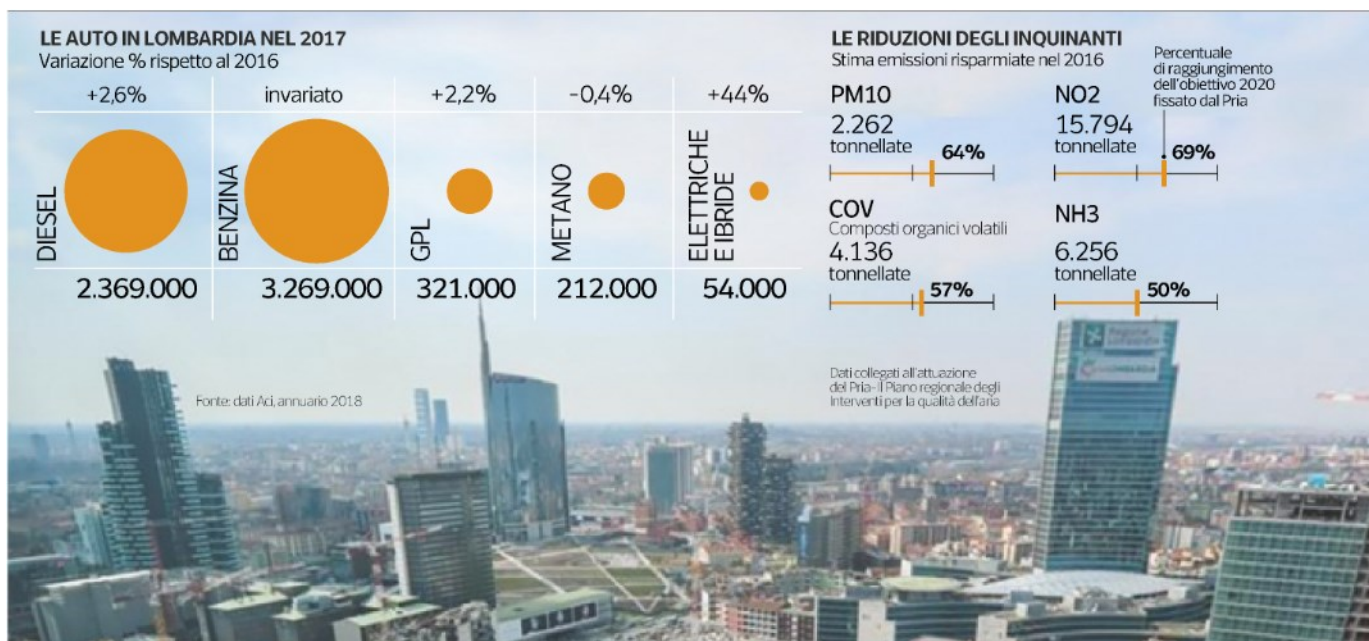 LE AUTO IN LOMBARDIA NEL 2017
Variazione % rispetto al 2016
+2,6%
invariato
+2,2%
-0,4%
+44%
DIESEL
BENZINA
GPL
METANO
ELETTRICHE
E IBRIDE
2.369.000
3.269.000
321.000
212.000
54.000
Fonte: dati Aci, annuario 2018
LE RIDUZIONI DEGLI INQUINANTI
Stima emissioni risparmiate nel 2016
Percentuale
di raggiungimento
dell'obiettivo 2020
fissato dal Pria
PM10
2.262
tonnellate
64%
NO2
15.794
tonnellate
69%
COV
Composti organici volatili
4.136
tonnellate
57%
NH3
6.256
tonnellate
50%
Dati collegati all'attuazione
del Pria-il Piano regionale degli
Interventi per la qualità dell'aria
Regione
Lombardia